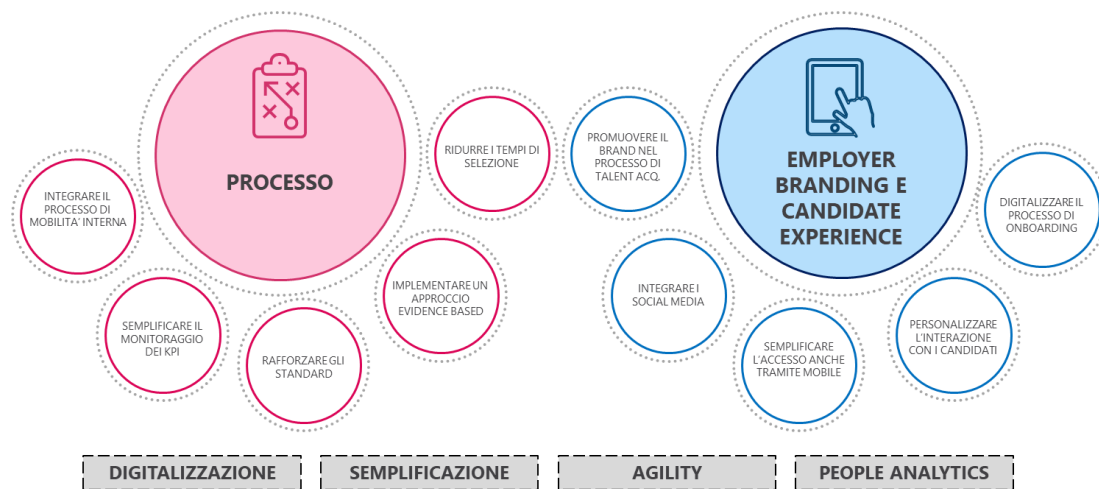 PROCESSO
INTEGRARE IL
PROCESSO DI
MOBILITA' INTERNA
SEMPLIFICARE IL
MONITORAGGIO
DEI KPI
RAFFORZARE GLI
STANDARD
IMPLEMENTARE UN
APPROCCIO
EVIDENCE BASED
RIDURRE I TEMPI DI
SELEZIONE
EMPLOYER
BRANDING E
CANDIDATE
EXPERIENCE
PROMUOVERE IL
BRAND NEL
PROCESSO DI
TALENT ACQ.
INTEGRARE I
SOCIAL MEDIA
SEMPLIFICARE
L'ACCESSO ANCHE
TRAMITE MOBILE
PERSONALIZZARE
L'INTERAZIONE
CON I CANDIDATI
DIGITALIZZARE IL
PROCESSO DI
ONBOARDING
DIGITALIZZAZIONE
SEMPLIFICAZIONE
AGILITY
PEOPLE ANALYTICS